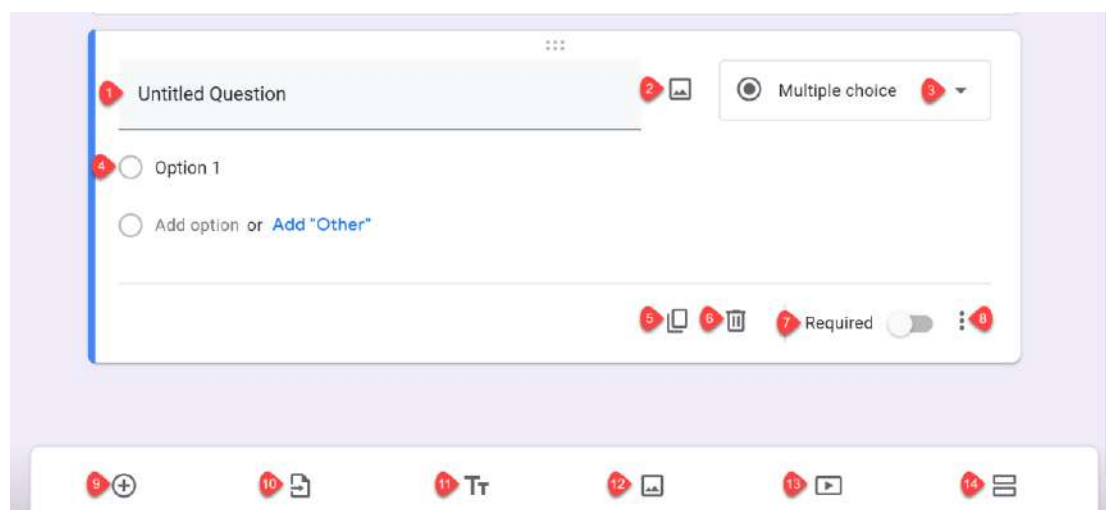 1 Untitled Question 2 Multiple choice 3
4 Option 1
Add option or Add "Other"
5 6 7 Required 8
9 10 11 Tт 12 13 14